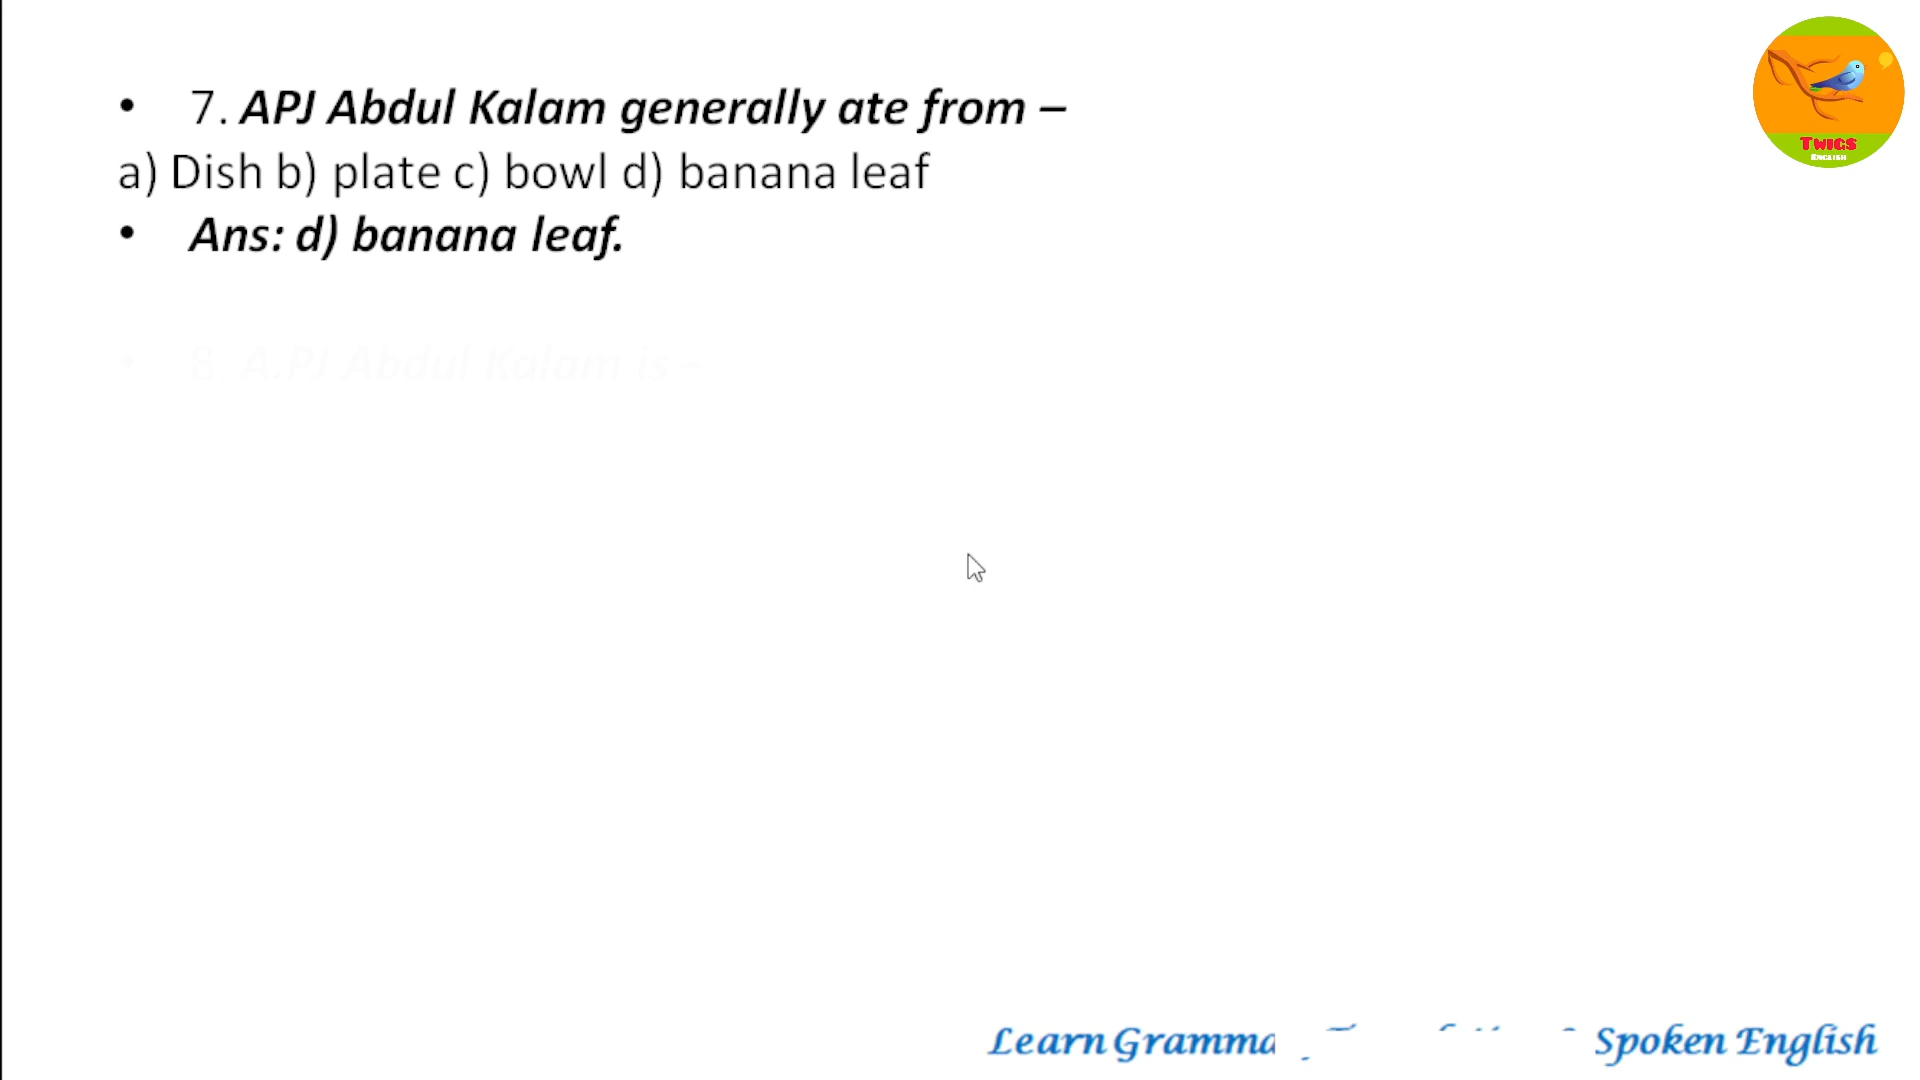 • 7. APJ Abdul Kalam generally ate from –
a) Dish b) plate c) bowl d) banana leaf
• Ans: d) banana leaf.
• 8. A.PJ Abdul Kalam is –
TWIGS
ENGLISH
Learn Gramma Spoken English